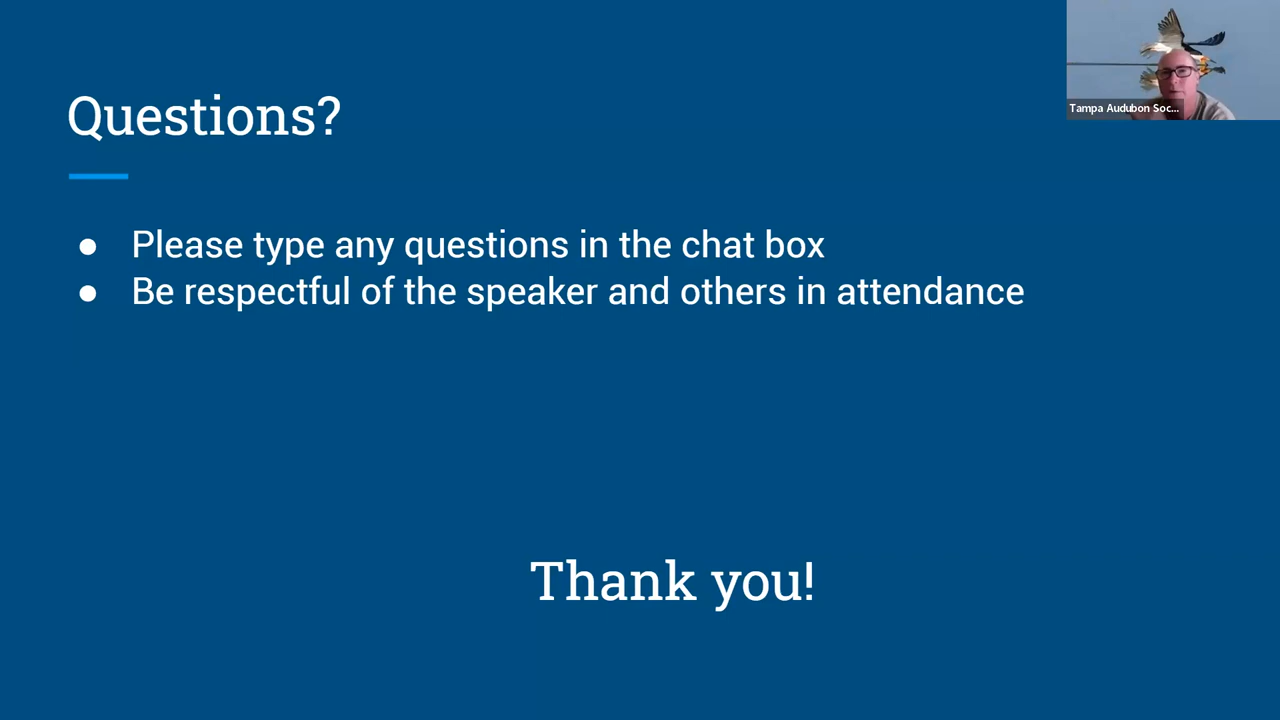 Questions?
● Please type any questions in the chat box
● Be respectful of the speaker and others in attendance
Thank you!
Tampa Audubon Soc...